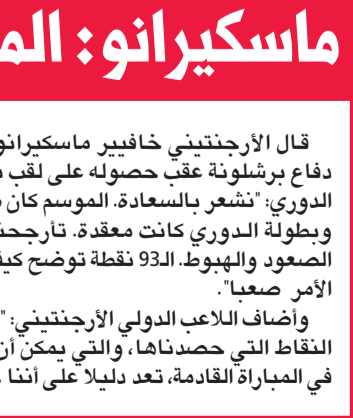 ماسكيرانو: الم
قال الأرجنتيني خافيير ماسكيرانو
دفاع برشلونة عقب حصوله على لقب
الدوري: "نشعر بالسعادة. الموسم كان
وبطولة الدوري كانت معقدة. تأرجحنا
الصعود والهبوط. الـ93 نقطة توضح كيف
الأمر صعبا".
وأضاف اللاعب الدولي الأرجنتيني: "
النقاط التي حصدناها، والتي يمكن أن
في المباراة القادمة، تعد دليلا على أننا